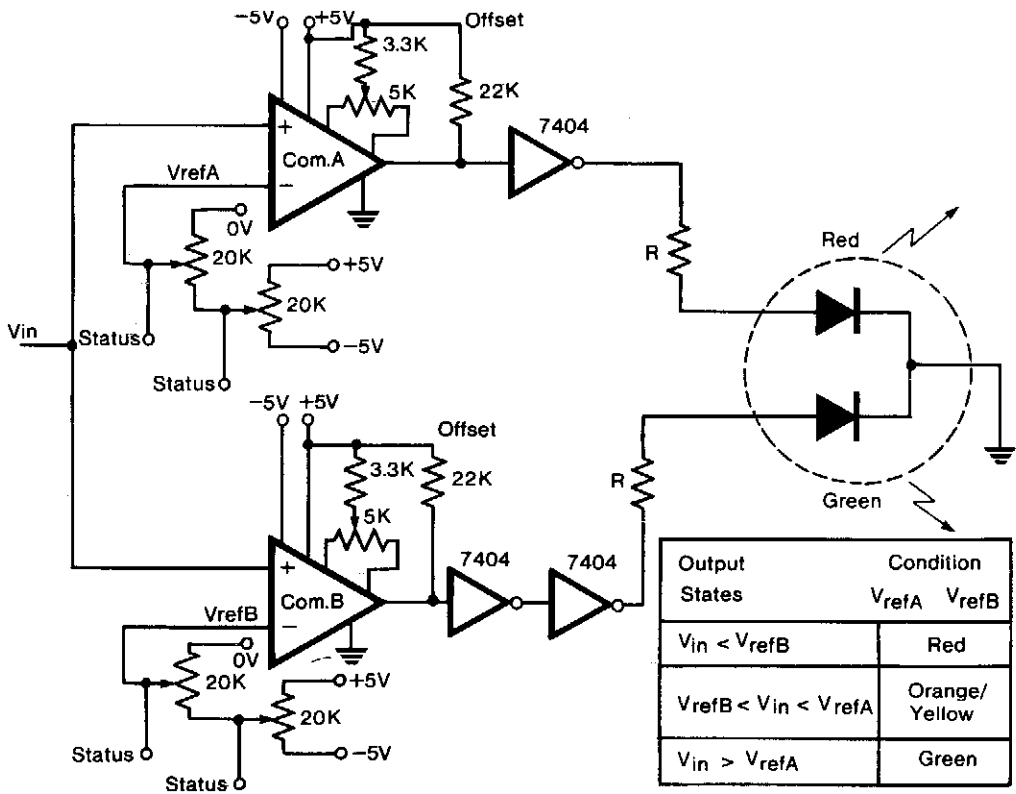 −5V +5V Offset
3.3K
5K
22K
7404
+
Com.A
VrefA
−
0V
20K
+5V
20K
R
Red
Vin
Status
−5V
Status
−5V +5V
Offset
3.3K
22K
R
5K
Green
7404 7404
+
Com.B
VrefB
−
0V
20K
+5V
20K
Status
−5V
Status
Output States Condition
VrefA VrefB
Vin < VrefB Red
VrefB < Vin < VrefA Orange/
Yellow
Vin > VrefA Green